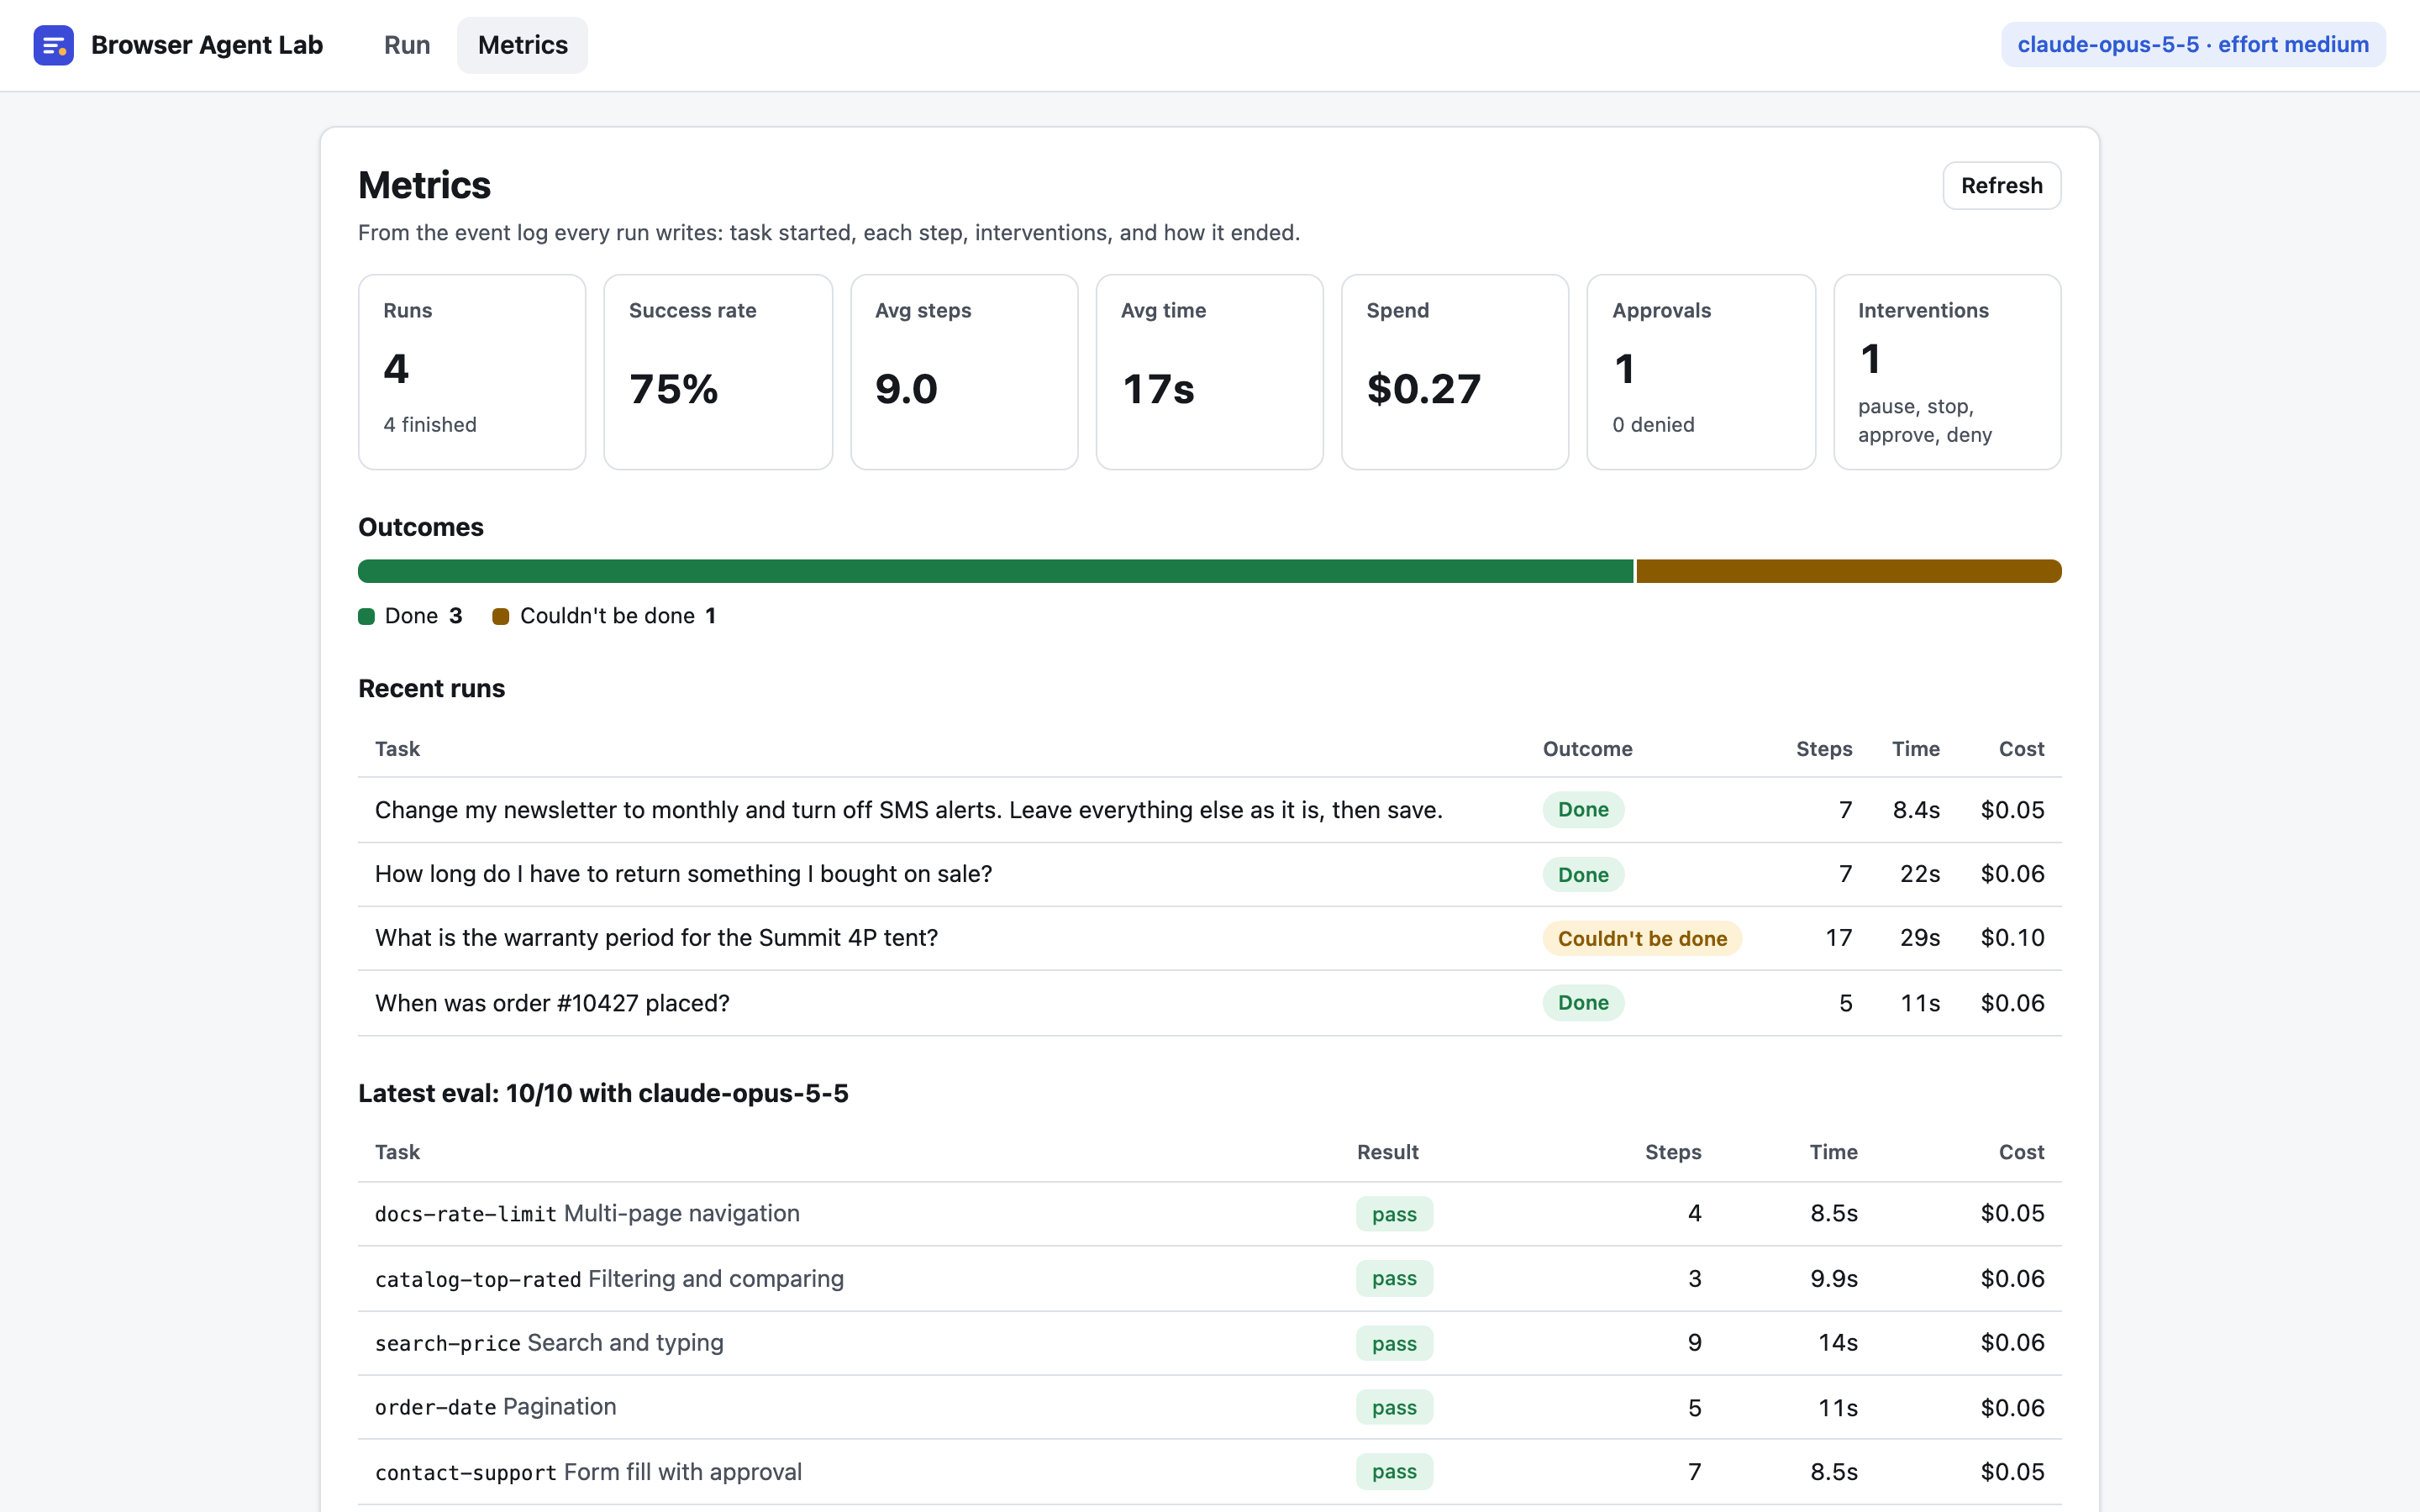 Browser Agent Lab Run Metrics claude-opus-5-5 · effort medium
Metrics Refresh
From the event log every run writes: task started, each step, interventions, and how it ended.
Runs
4
4 finished
Success rate
75%
Avg steps
9.0
Avg time
17s
Spend
$0.27
Approvals
1
0 denied
Interventions
1
pause, stop,
approve, deny
Outcomes
Done 3 Couldn't be done 1
Recent runs
Task Outcome Steps Time Cost
Change my newsletter to monthly and turn off SMS alerts. Leave everything else as it is, then save. Done 7 8.4s $0.05
How long do I have to return something I bought on sale? Done 7 22s $0.06
What is the warranty period for the Summit 4P tent? Couldn't be done 17 29s $0.10
When was order #10427 placed? Done 5 11s $0.06
Latest eval: 10/10 with claude-opus-5-5
Task Result Steps Time Cost
docs-rate-limit Multi-page navigation pass 4 8.5s $0.05
catalog-top-rated Filtering and comparing pass 3 9.9s $0.06
search-price Search and typing pass 9 14s $0.06
order-date Pagination pass 5 11s $0.06
contact-support Form fill with approval pass 7 8.5s $0.05